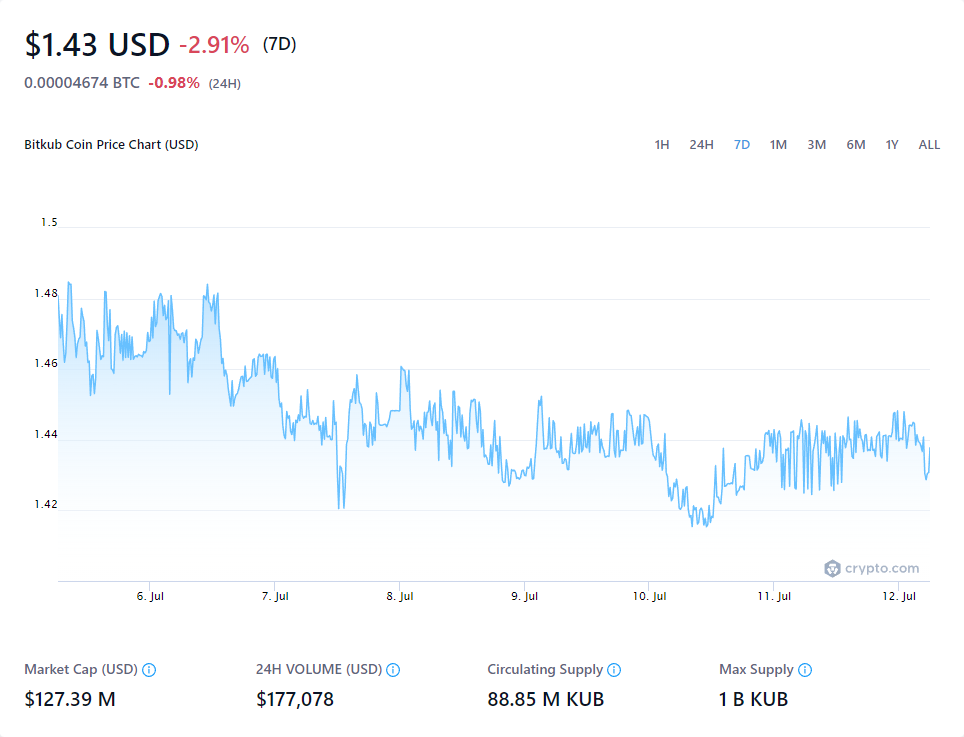 $1.43 USD -2.91% (7D)
0.00004674 BTC -0.98% (24H)
Bitkub Coin Price Chart (USD) 1H 24H 7D 1M 3M 6M 1Y ALL
1.5
1.48
1.46
1.44
1.42
crypto.com
6. Jul 7. Jul 8. Jul 9. Jul 10. Jul 11. Jul 12. Jul
Market Cap (USD) 24H VOLUME (USD) Circulating Supply Max Supply
$127.39 M $177,078 88.85 M KUB 1 B KUB